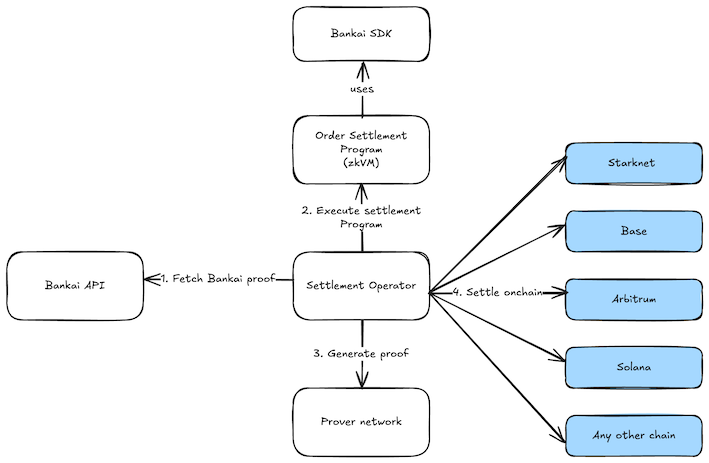 Bankai SDK
uses
Order Settlement
Program
(zkVM)
Starknet
2. Execute settlement
Program
Base
Bankai API
1. Fetch Bankai proof
Settlement Operator
4. Settle onchain
Arbitrum
3. Generate proof
Solana
Prover network
Any other chain